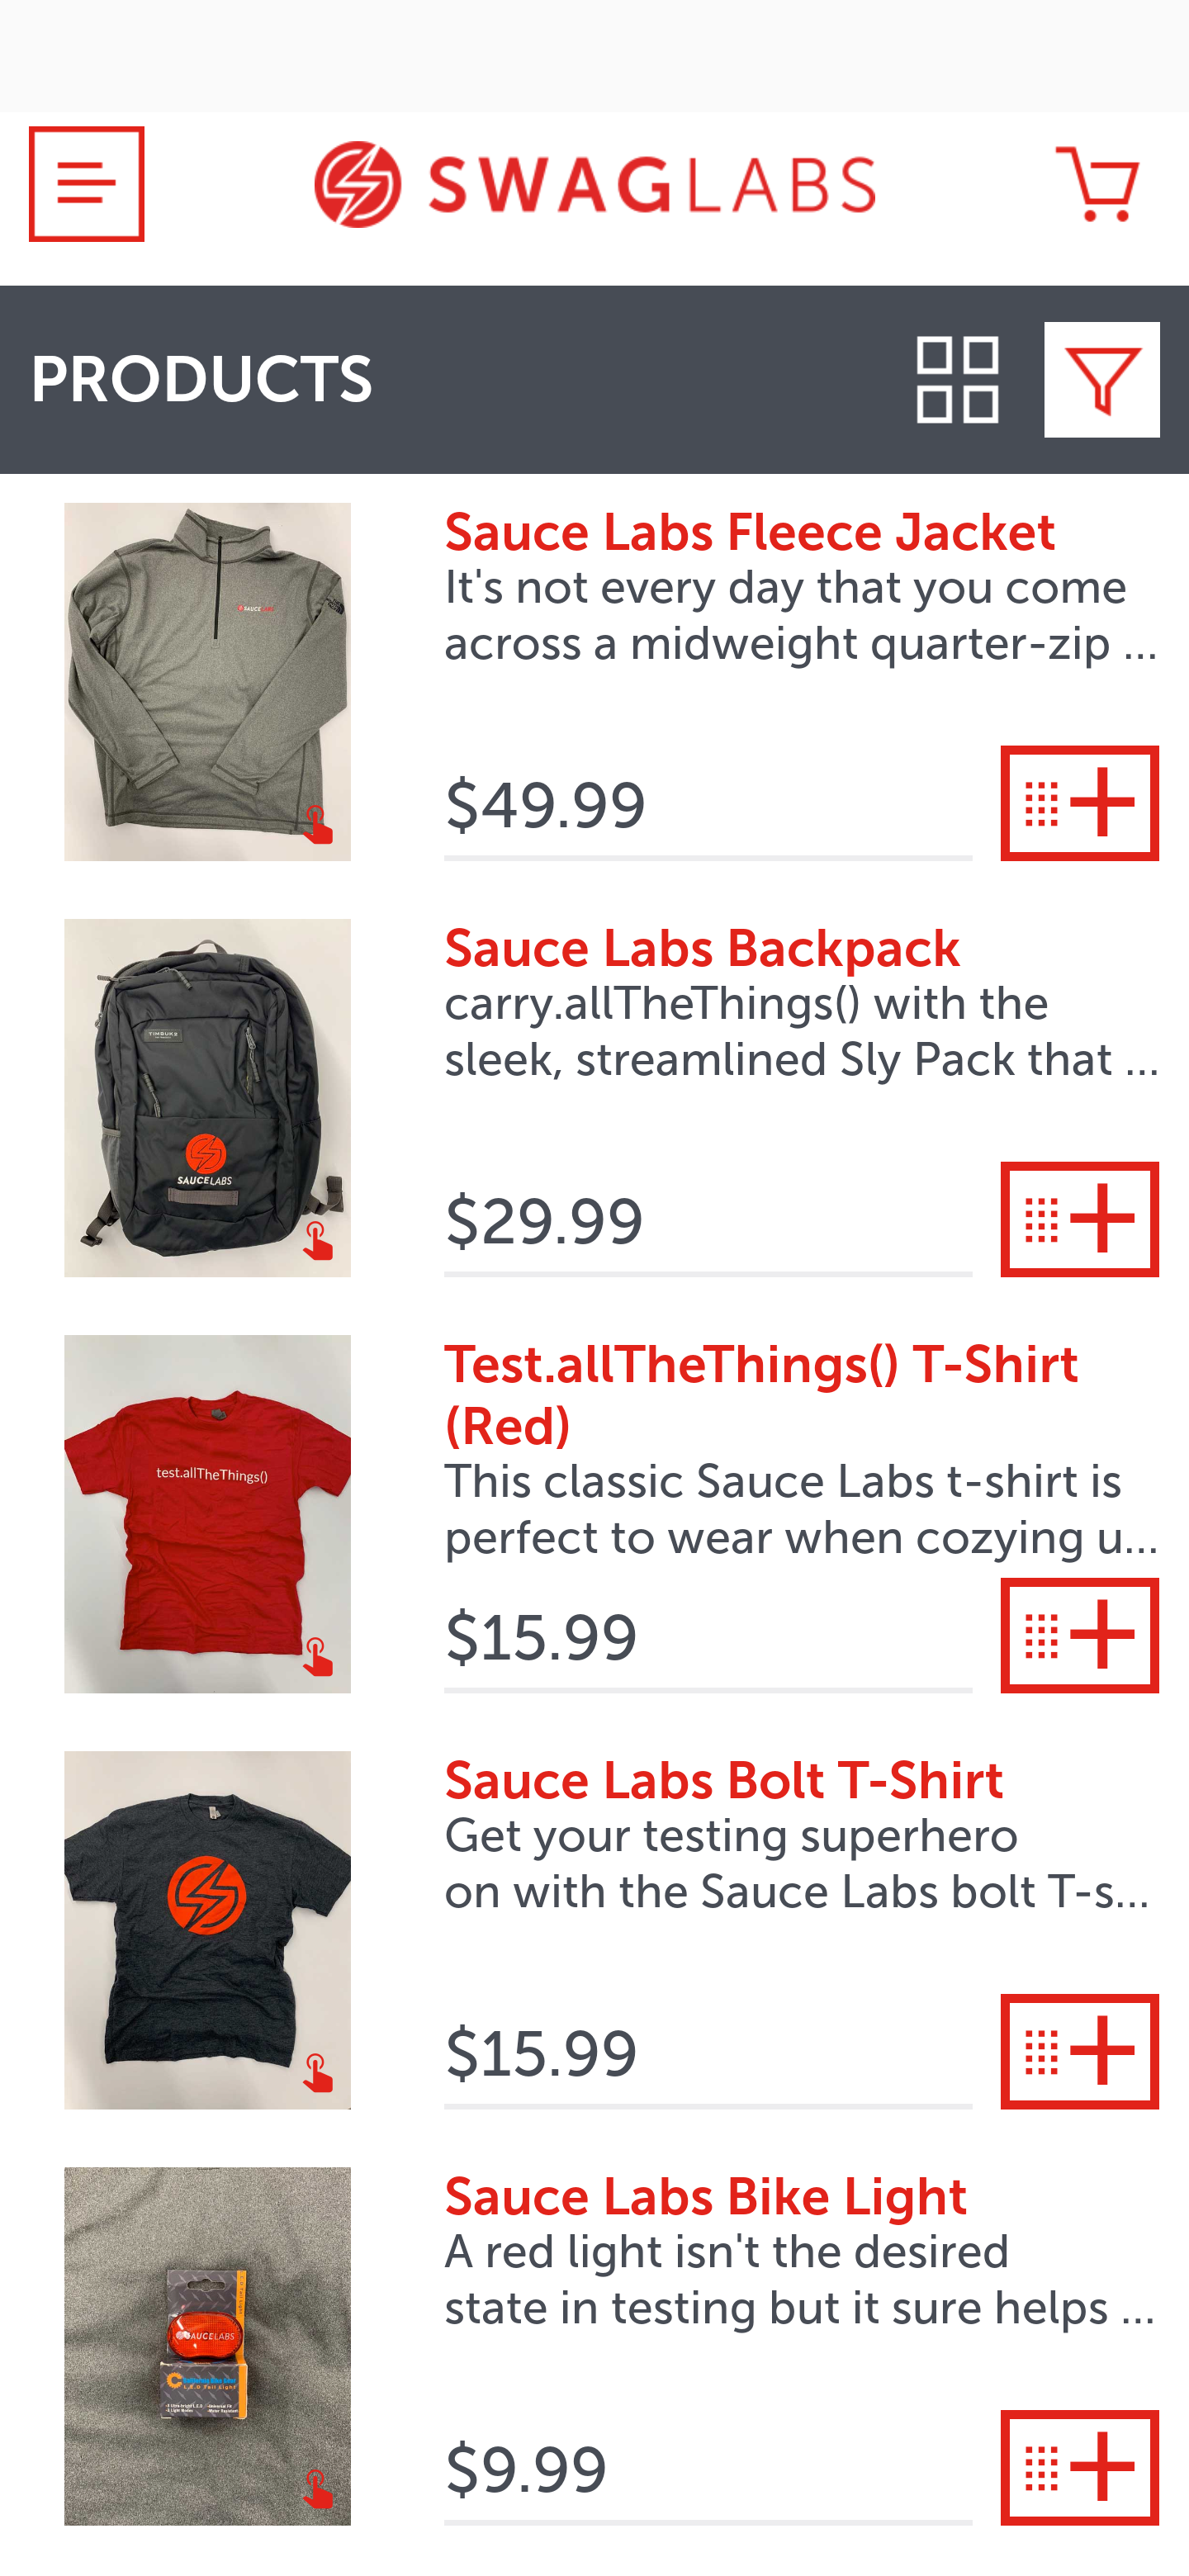 SWAGLABS
PRODUCTS
Sauce Labs Fleece Jacket
It's not every day that you come
across a midweight quarter-zip ...
SAUCE
$49.99
Sauce Labs Backpack
carry.allTheThings() with the
sleek, streamlined Sly Pack that ...
TIMBUK2
SAUCELABS
$29.99
Test.allTheThings() T-Shirt
(Red)
This classic Sauce Labs t-shirt is
perfect to wear when cozying u...
test.allTheThings()
$15.99
Sauce Labs Bolt T-Shirt
Get your testing superhero
on with the Sauce Labs bolt T-s...
$15.99
Sauce Labs Bike Light
A red light isn't the desired
state in testing but it sure helps ...
SAUCELABS
$9.99